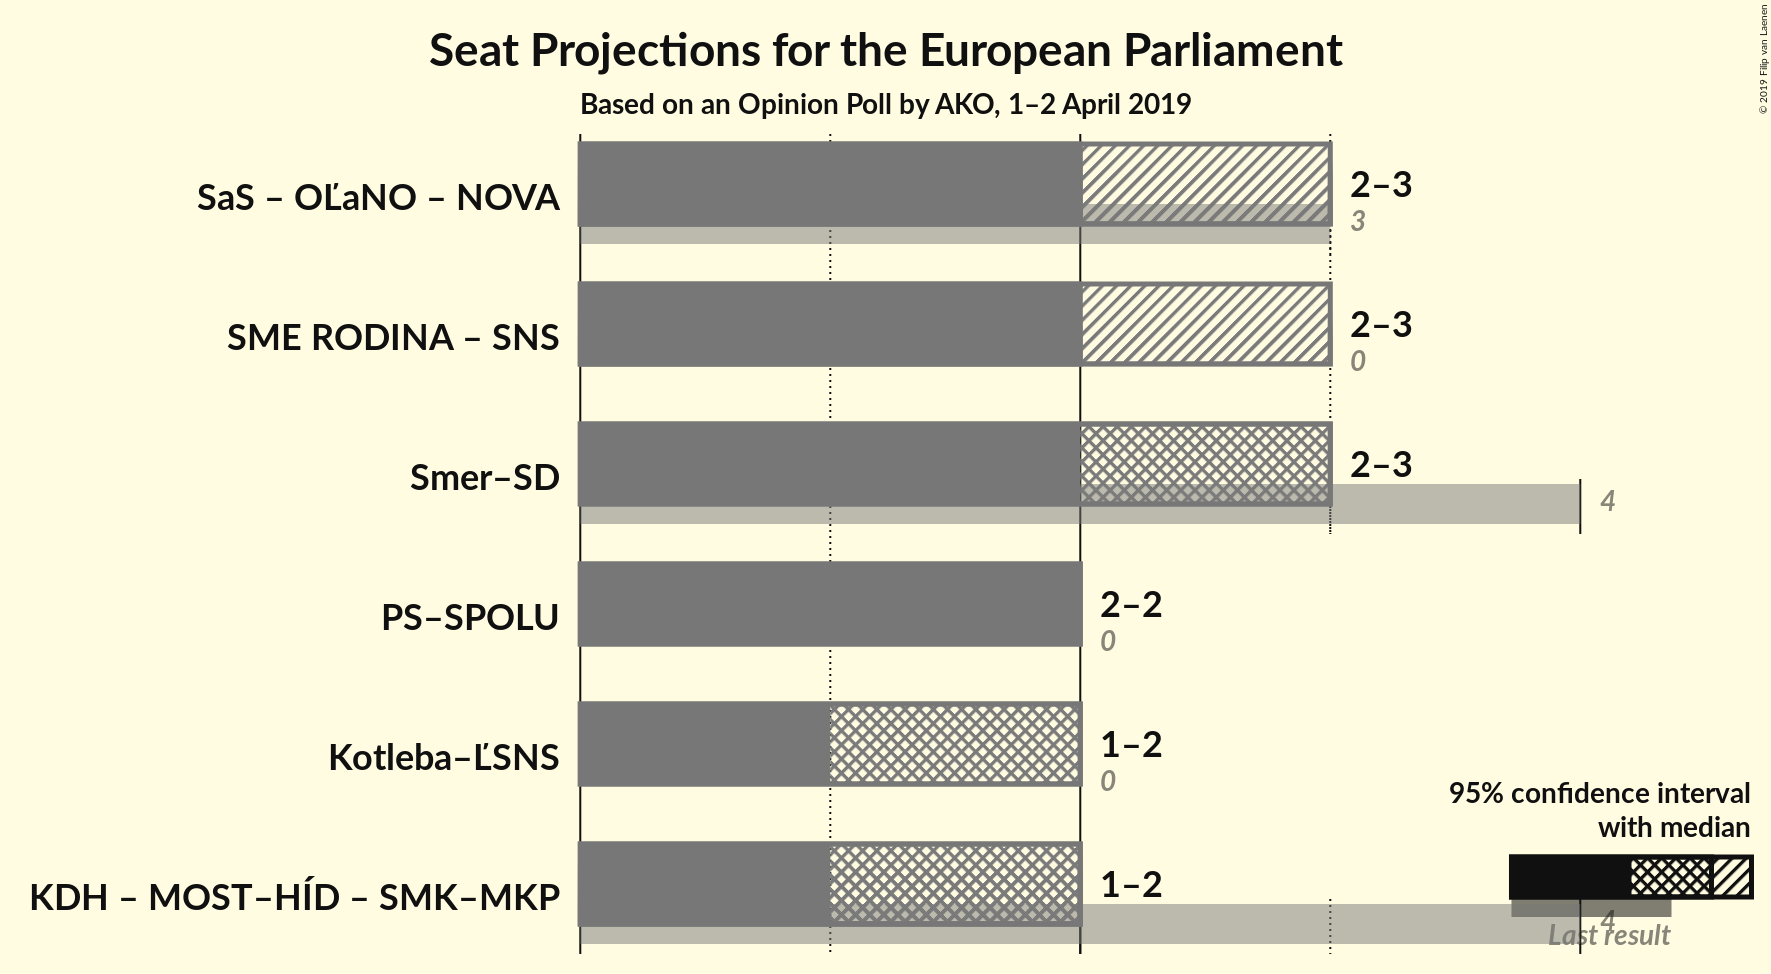 Seat Projections for the European Parliament
Based on an Opinion Poll by AKO, 1–2 April 2019
© 2019 Filip van Laenen
SaS – OĽaNO – NOVA
2–3
3
SME RODINA – SNS
2–3
0
Smer–SD
2–3
4
PS–SPOLU
2–2
0
Kotleba–ĽSNS
1–2
0
KDH – MOST–HÍD – SMK–MKP
1–2
4
95% confidence interval
with median
Last result